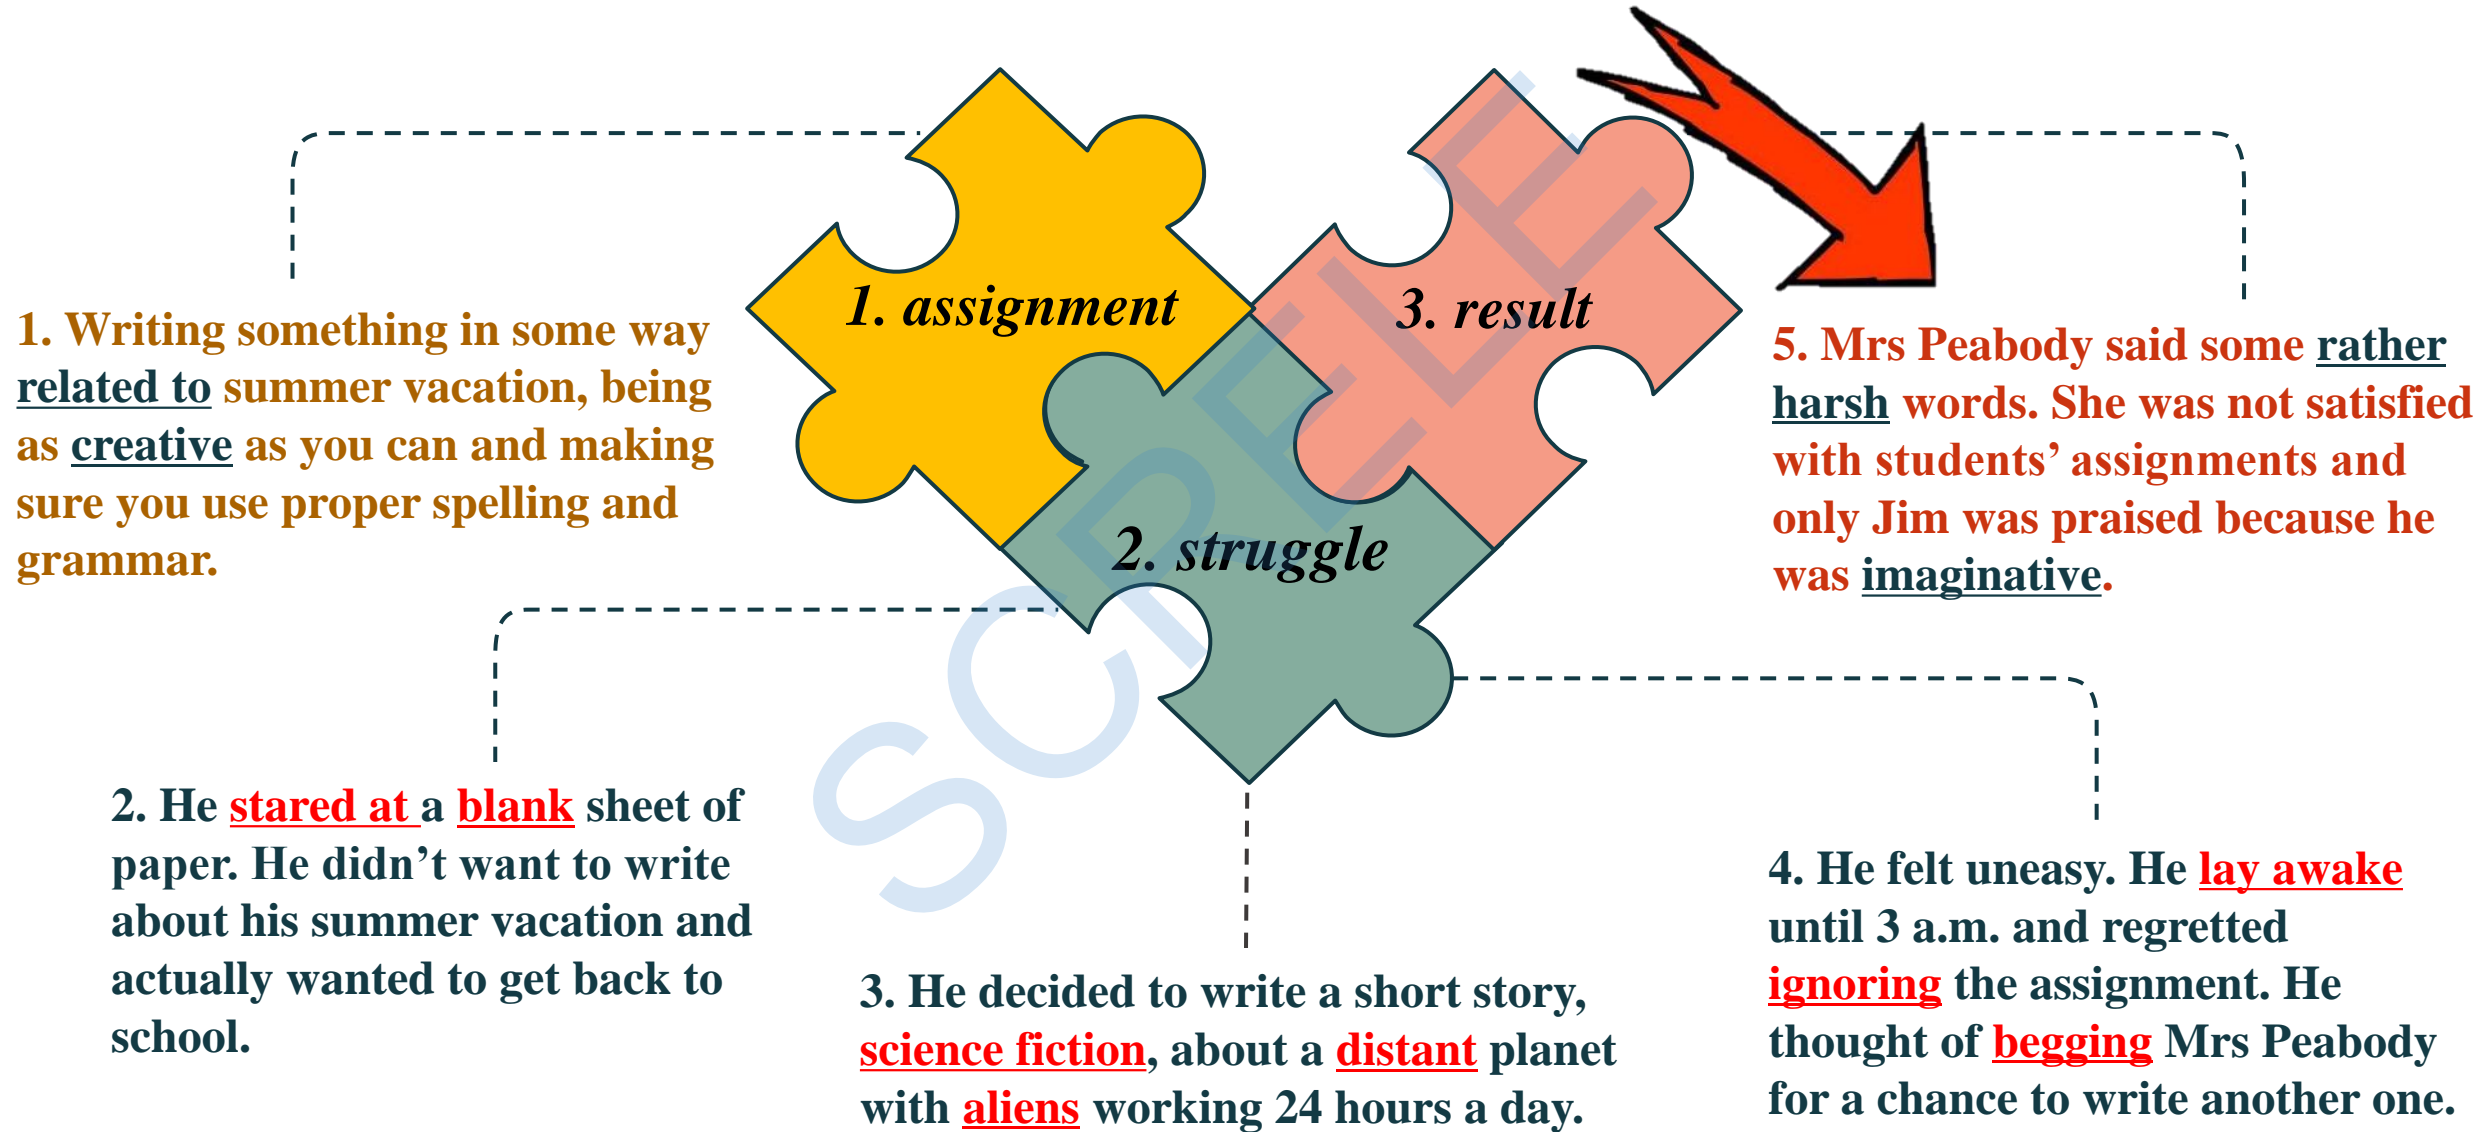 1. assignment
3. result
2. struggle
1. Writing something in some way
related to summer vacation, being
as creative as you can and making
sure you use proper spelling and
grammar.
2. He stared at a blank sheet of
paper. He didn’t want to write
about his summer vacation and
actually wanted to get back to
school.
3. He decided to write a short story,
science fiction, about a distant planet
with aliens working 24 hours a day.
4. He felt uneasy. He lay awake
until 3 a.m. and regretted
ignoring the assignment. He
thought of begging Mrs Peabody
for a chance to write another one.
5. Mrs Peabody said some rather
harsh words. She was not satisfied
with students’ assignments and
only Jim was praised because he
was imaginative.